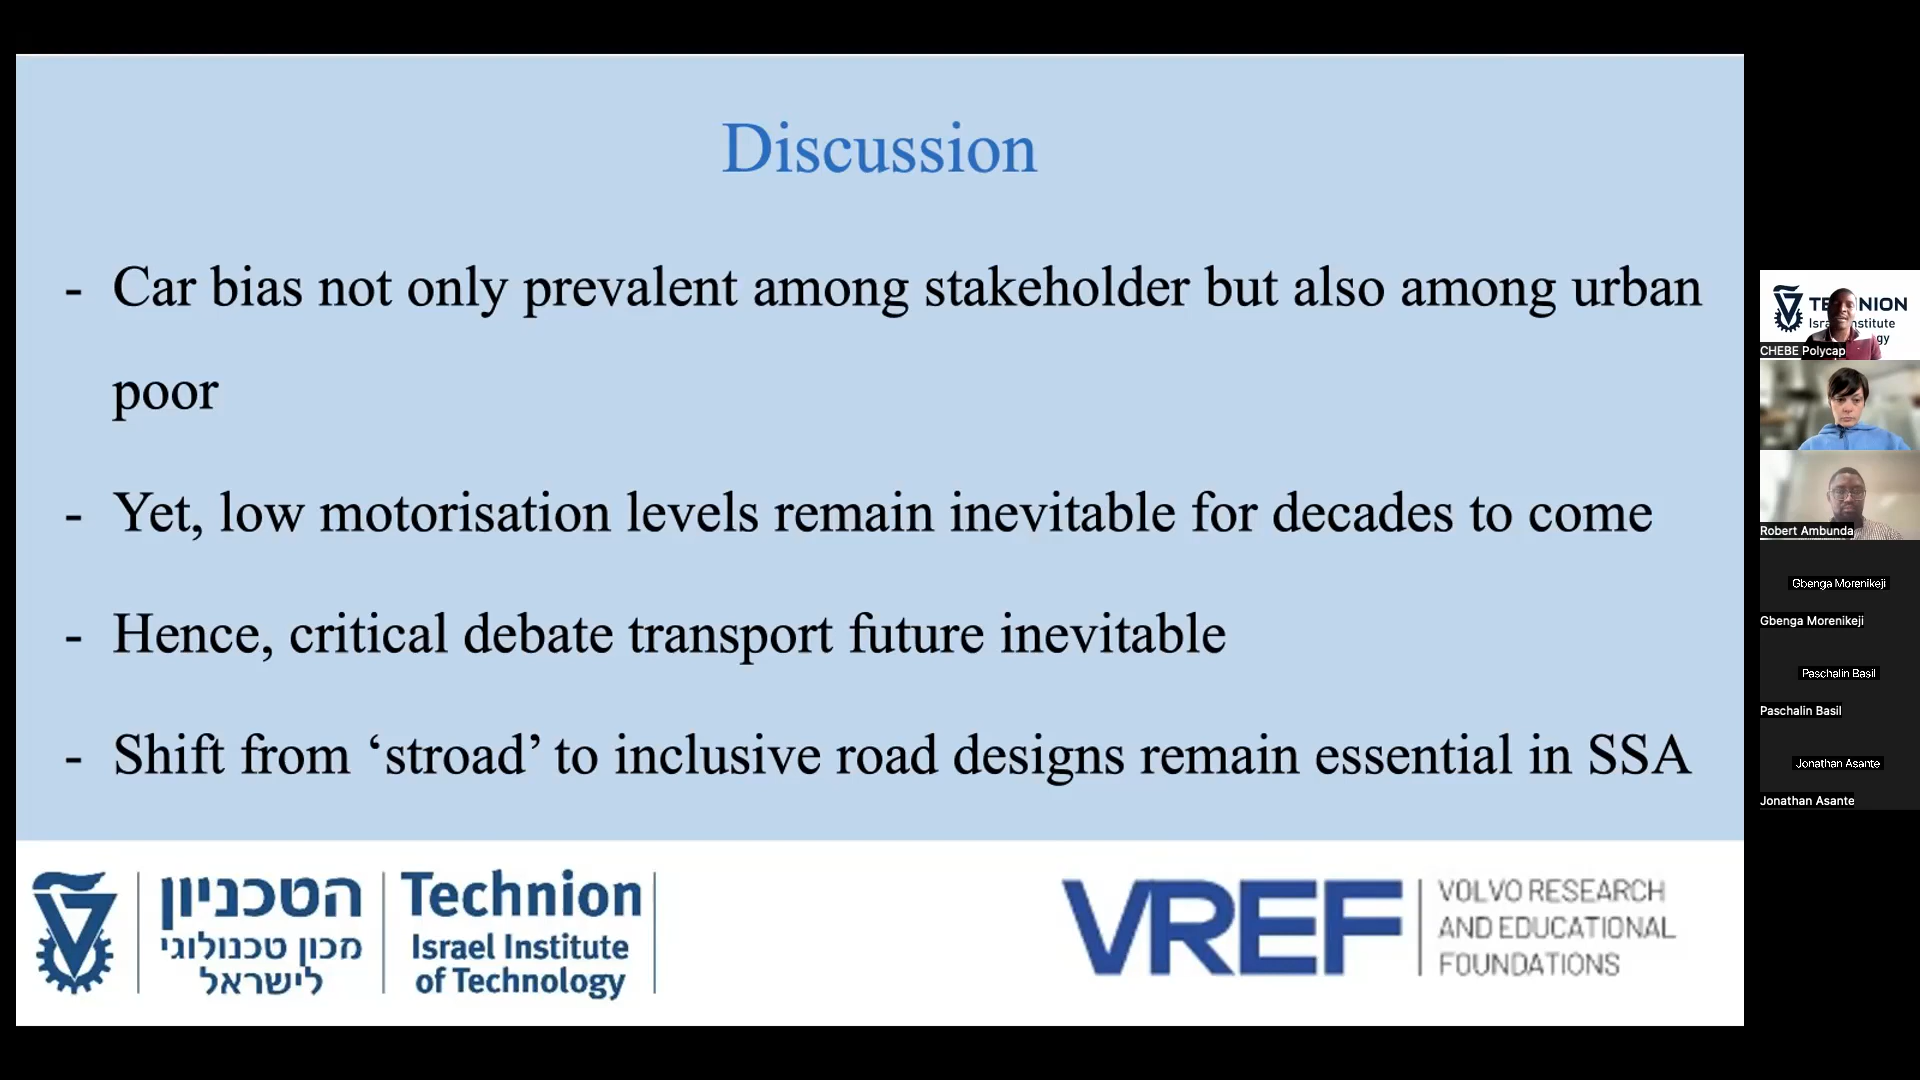 Discussion
- Car bias not only prevalent among stakeholder but also among urban
poor
- Yet, low motorisation levels remain inevitable for decades to come
- Hence, critical debate transport future inevitable
- Shift from ‘stroad’ to inclusive road designs remain essential in SSA
הטכניון
מכון טכנולוגי
לישראל
Technion
Israel Institute
of Technology
VREF
VOLVO RESEARCH
AND EDUCATIONAL
FOUNDATIONS
CHEBE Polycap
Robert Ambunda
Gbenga Morenikeji
Gbenga Morenikeji
Paschalin Basil
Paschalin Basil
Jonathan Asante
Jonathan Asante